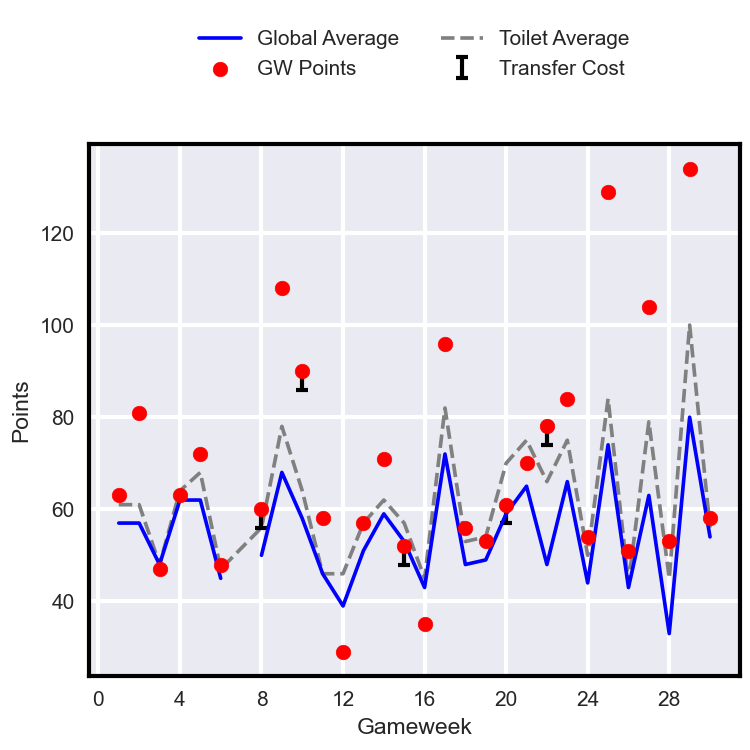 Global Average
Toilet Average
GW Points
Transfer Cost
120
100
80
60
40
Points
0
4
8
12
16
20
24
28
Gameweek